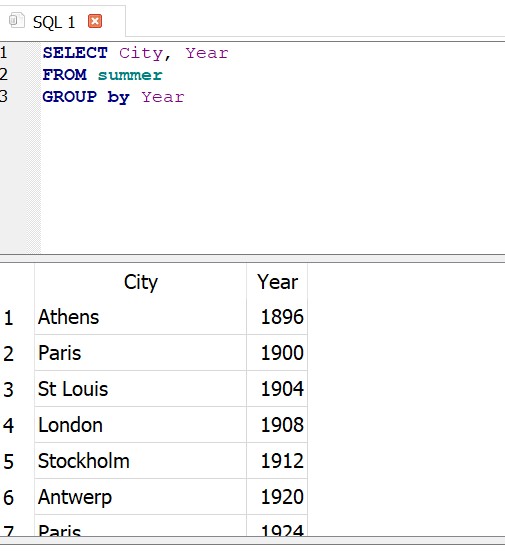 SQL 1
1 SELECT City, Year
2 FROM summer
3 GROUP by Year
City Year
1 Athens 1896
2 Paris 1900
3 St Louis 1904
4 London 1908
5 Stockholm 1912
6 Antwerp 1920
7 Paris 1924